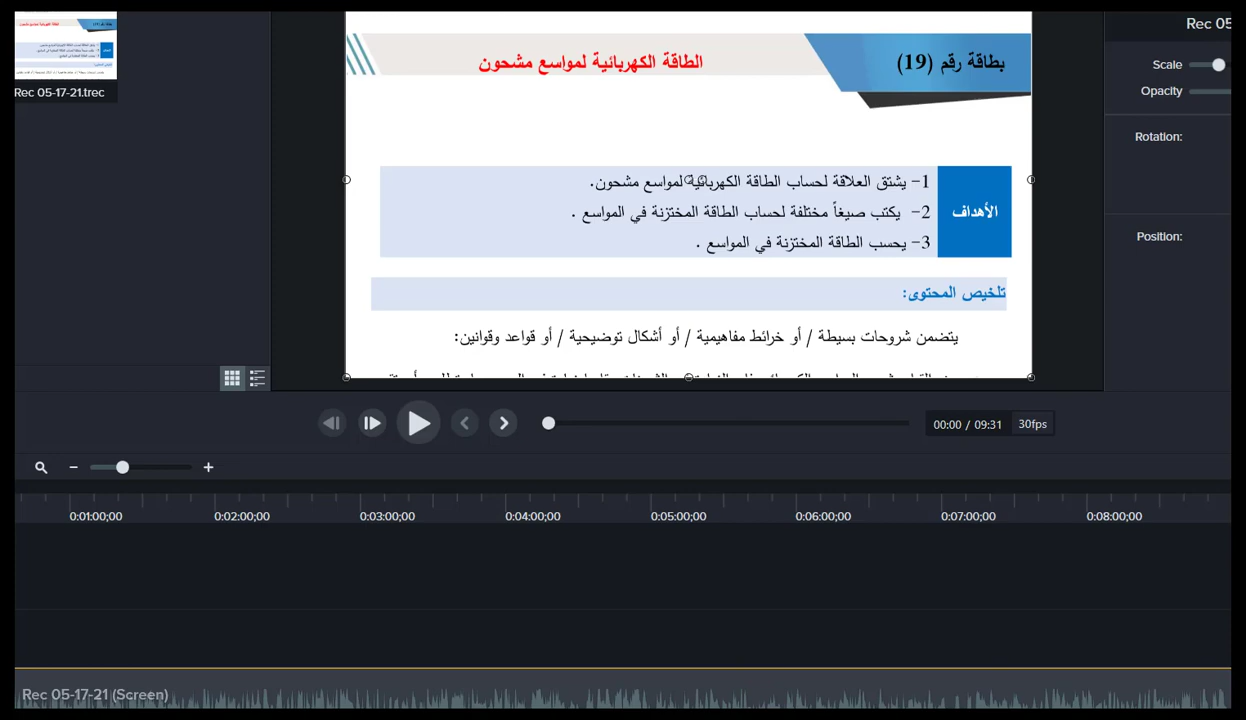 Rec 05-17-21.trec
بطاقة رقم (19)
الطاقة الكهربائية لمواسع مشحون
الأهداف
1- يشتق العلاقة لحساب الطاقة الكهربائية لمواسع مشحون.
2- يكتب صيغاً مختلفة لحساب الطاقة المختزنة في المواسع .
3- يحسب الطاقة المختزنة في المواسع .
تلخيص المحتوى:
يتضمن شروحات بسيطة / أو خرائط مفاهيمية / أو أشكال توضيحية / أو قواعد وقوانين:
Rec 05
Scale
Opacity
Rotation:
Position:
00:00 / 09:31
30fps
0:01:00;00 0:02:00;00 0:03:00;00 0:04:00;00 0:05:00;00 0:06:00;00 0:07:00;00 0:08:00;00
Rec 05-17-21 (Screen)